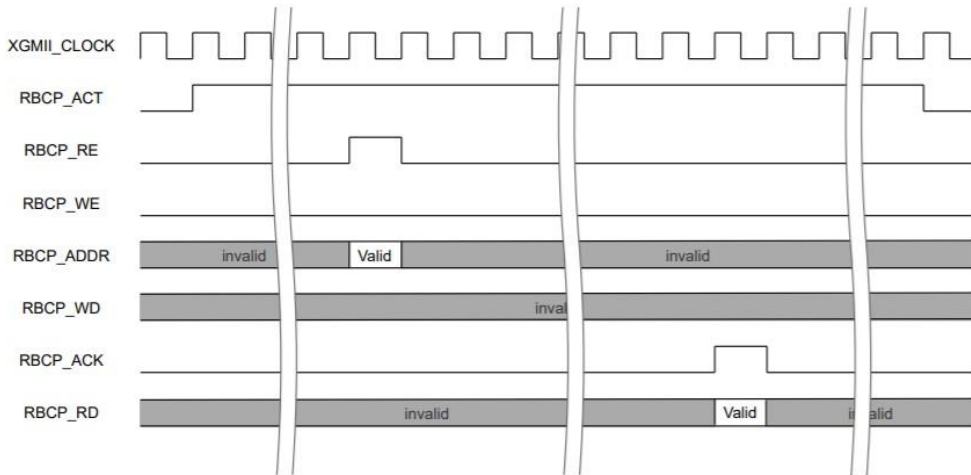 XGMII_CLOCK
RBCP_ACT
RBCP_RE
RBCP_WE
RBCP_ADDR invalid Valid invalid
RBCP_WD
RBCP_ACK
RBCP_RD invalid Valid